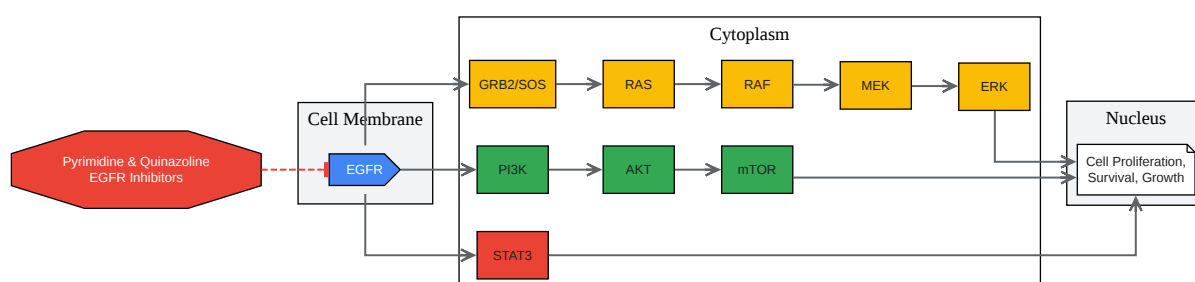 Cytoplasm
GRB2/SOS
RAS
RAF
MEK
ERK
Cell Membrane
Nucleus
Pyrimidine & Quinazoline
EGFR Inhibitors
EGFR
PI3K
AKT
mTOR
Cell Proliferation,
Survival, Growth
STAT3